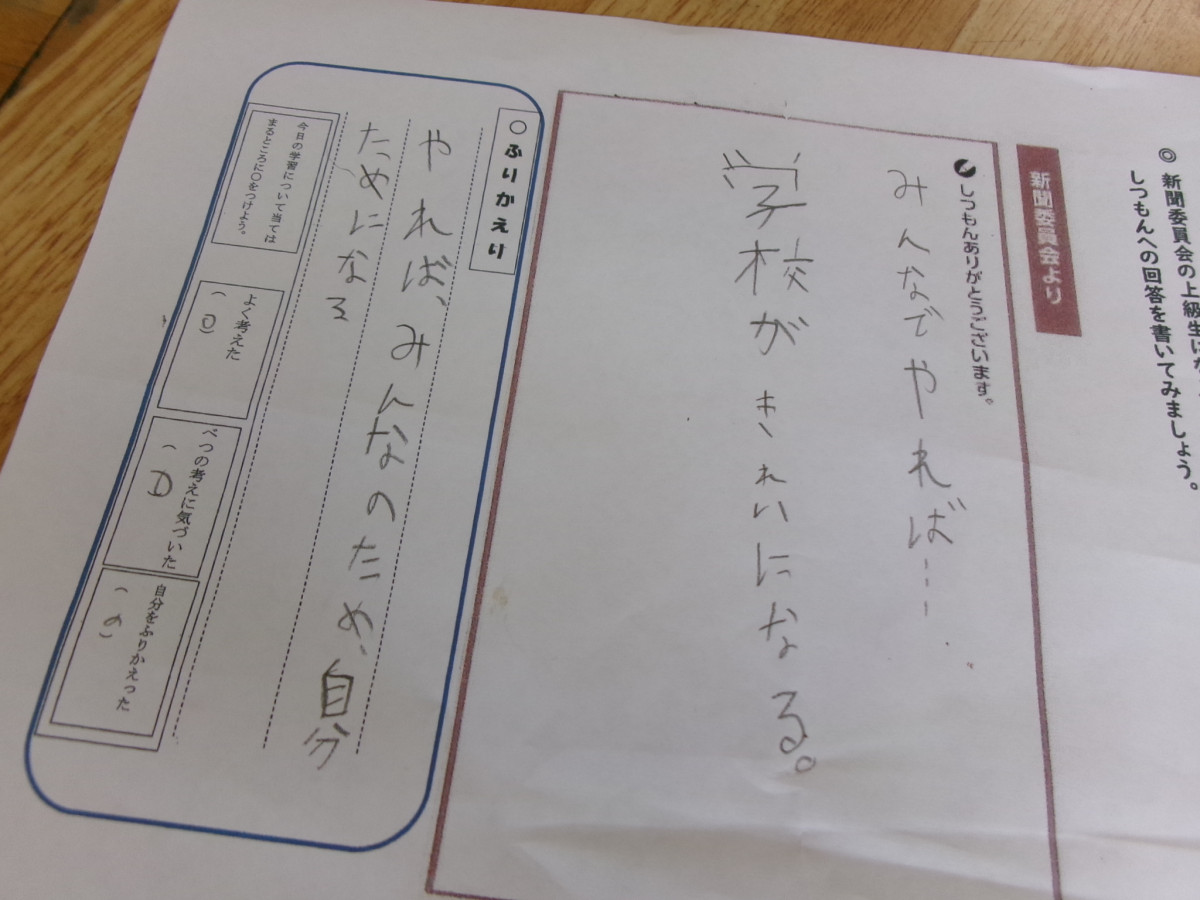 ◎ 新聞委員会の上級生にな
しつもんへの回答を書いてみましょう。
新聞委員会より
しつもんありがとうございます。
みんなでやれば…
学校がきれいになる。
○ふりかえり
やれば、みんなのため、自分
ためになる
今日の学習について当ては
まるところに○をつけよう。
よく考えた
べつの考えに気づいた
自分をふりかえった